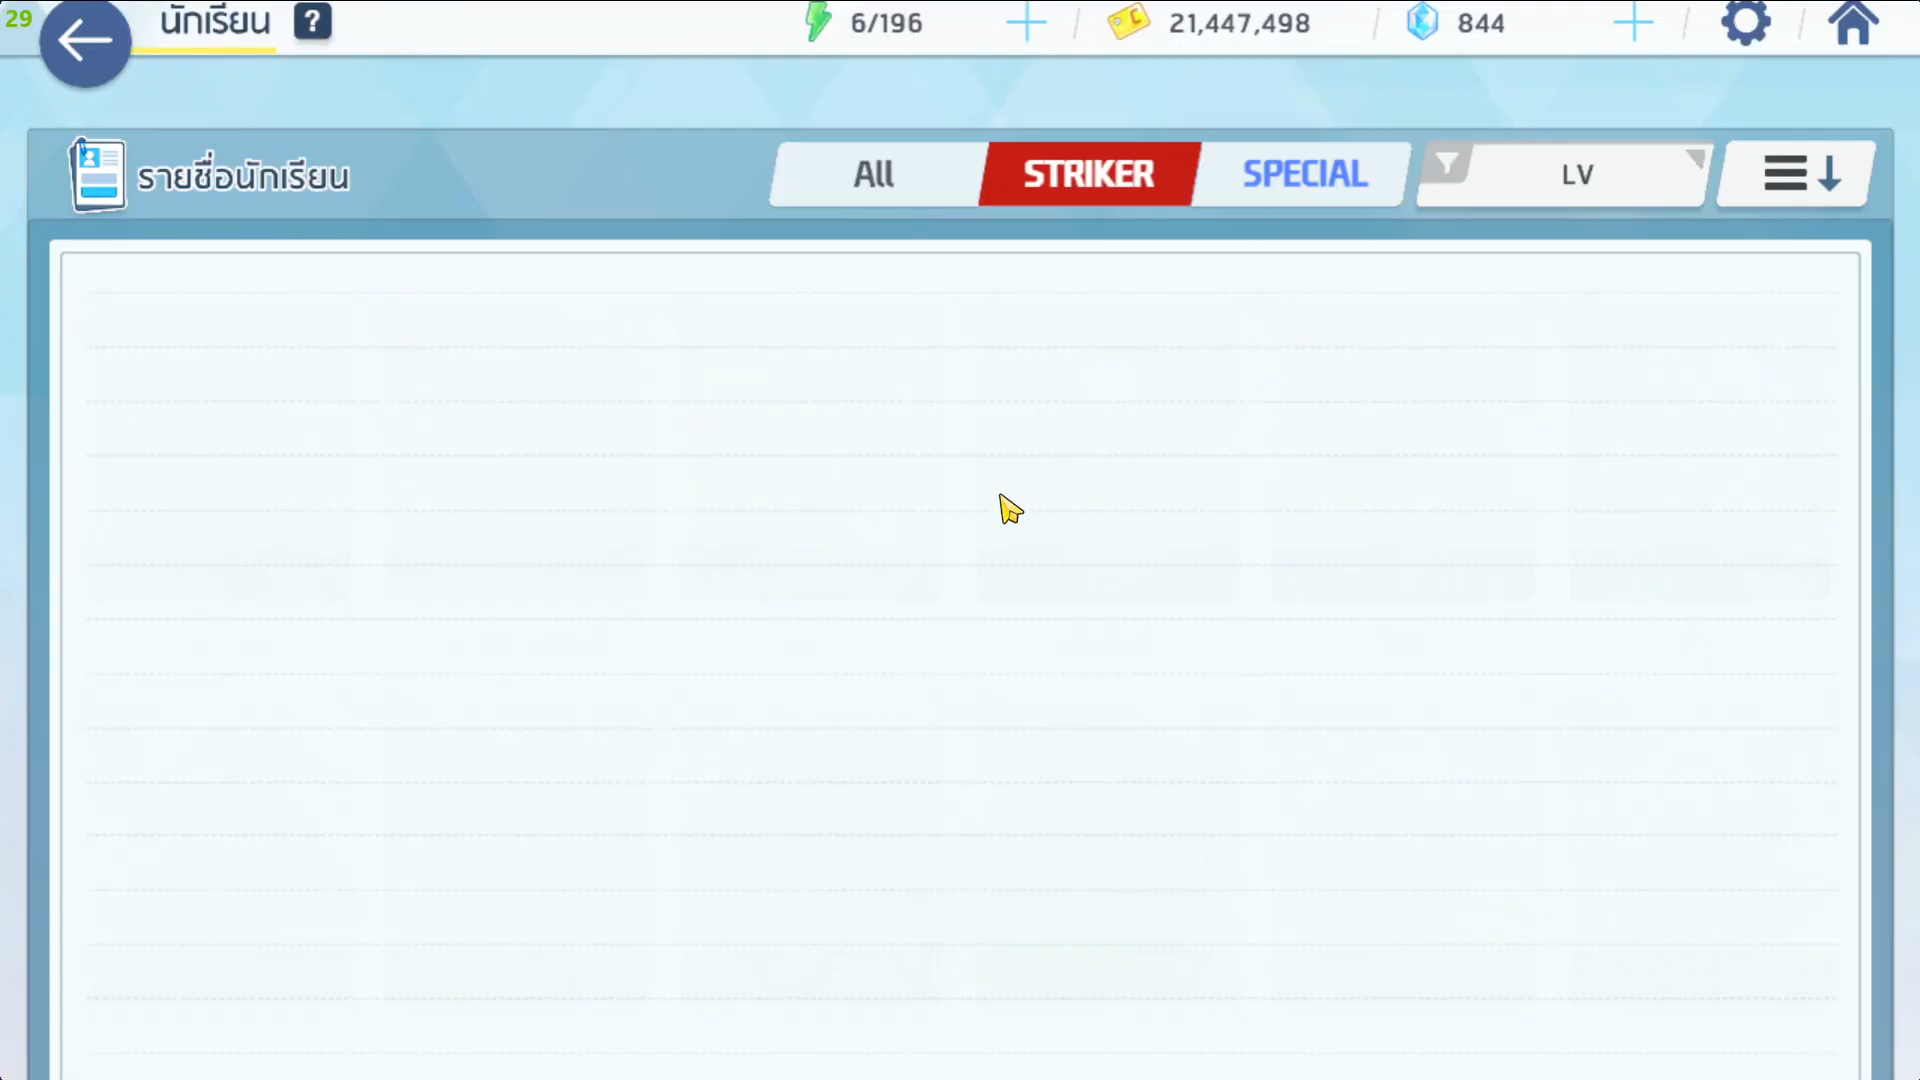 29
นักเรียน ? 6/196 21,447,498 844
รายชื่อนักเรียน All STRIKER SPECIAL LV